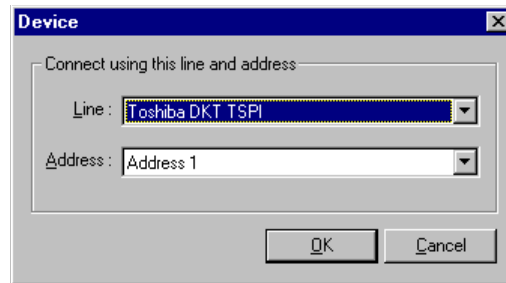 Device
Connect using this line and address
Line : Toshiba DKT TSPI
Address : Address 1
OK Cancel